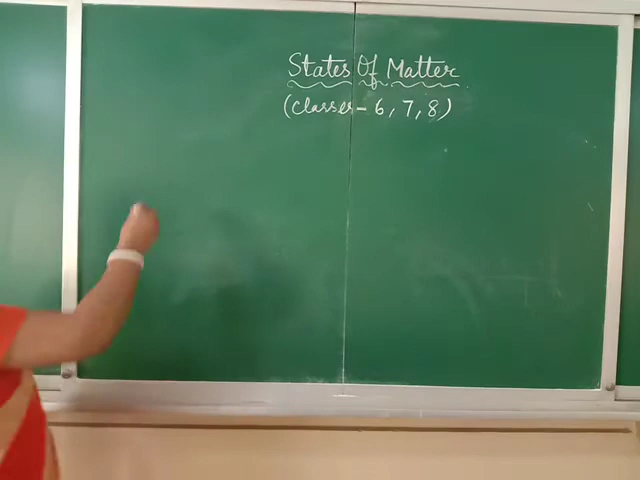 States Of Matter
(Classes - 6, 7, 8)